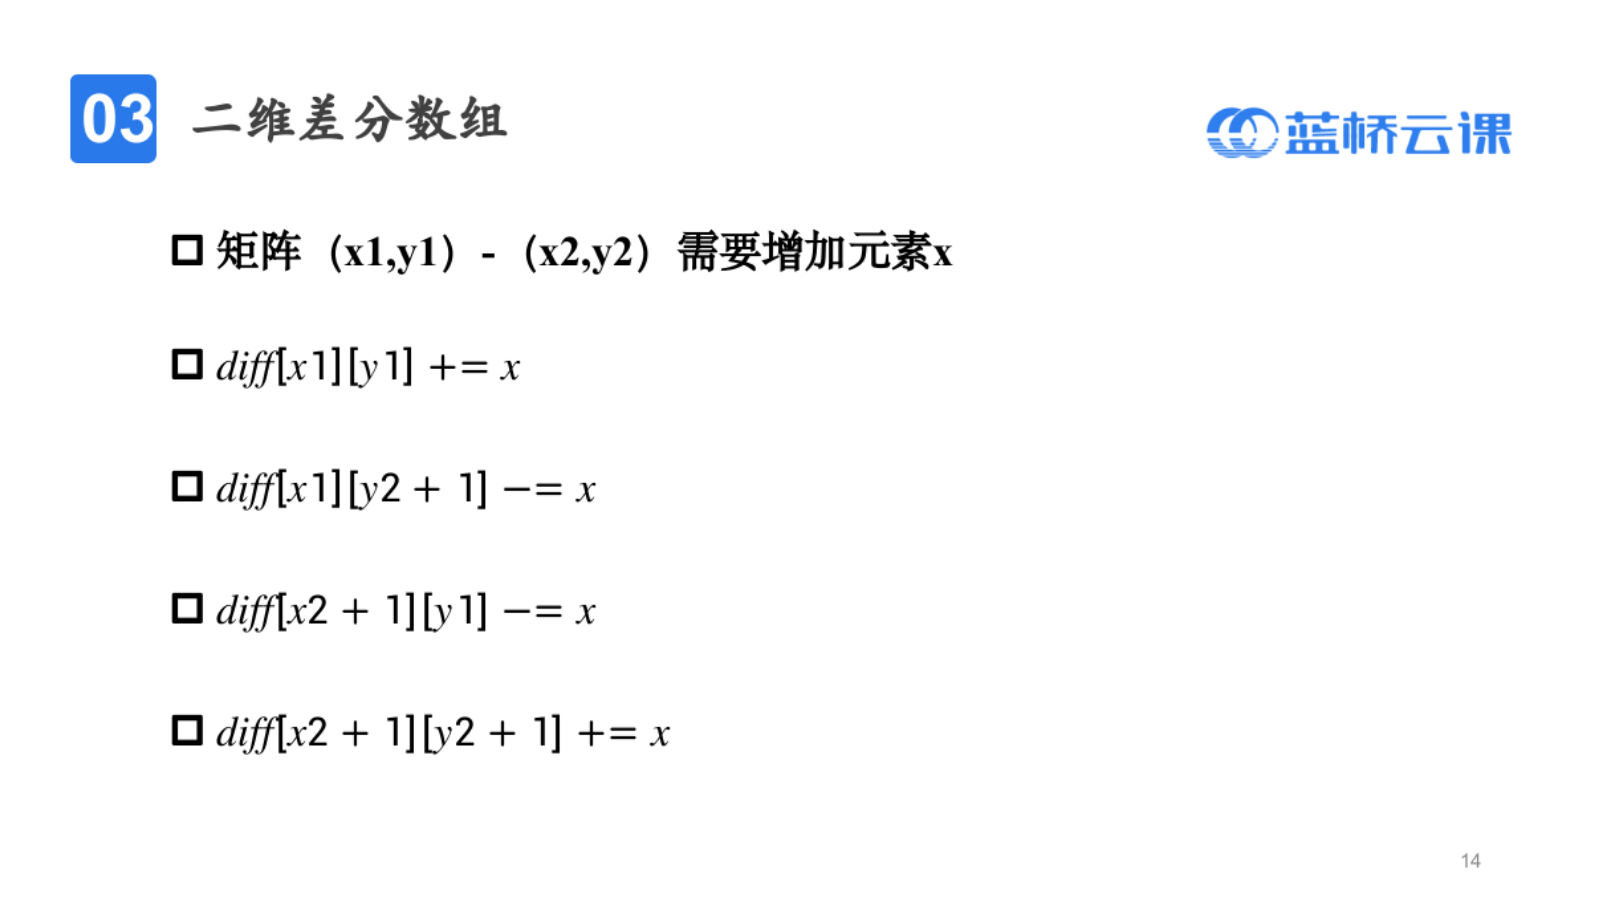 03 二维差分数组
蓝桥云课
矩阵（x1,y1）-（x2,y2）需要增加元素x
diff[x1][y1] += x
diff[x1][y2 + 1] −= x
diff[x2 + 1][y1] −= x
diff[x2 + 1][y2 + 1] += x
14